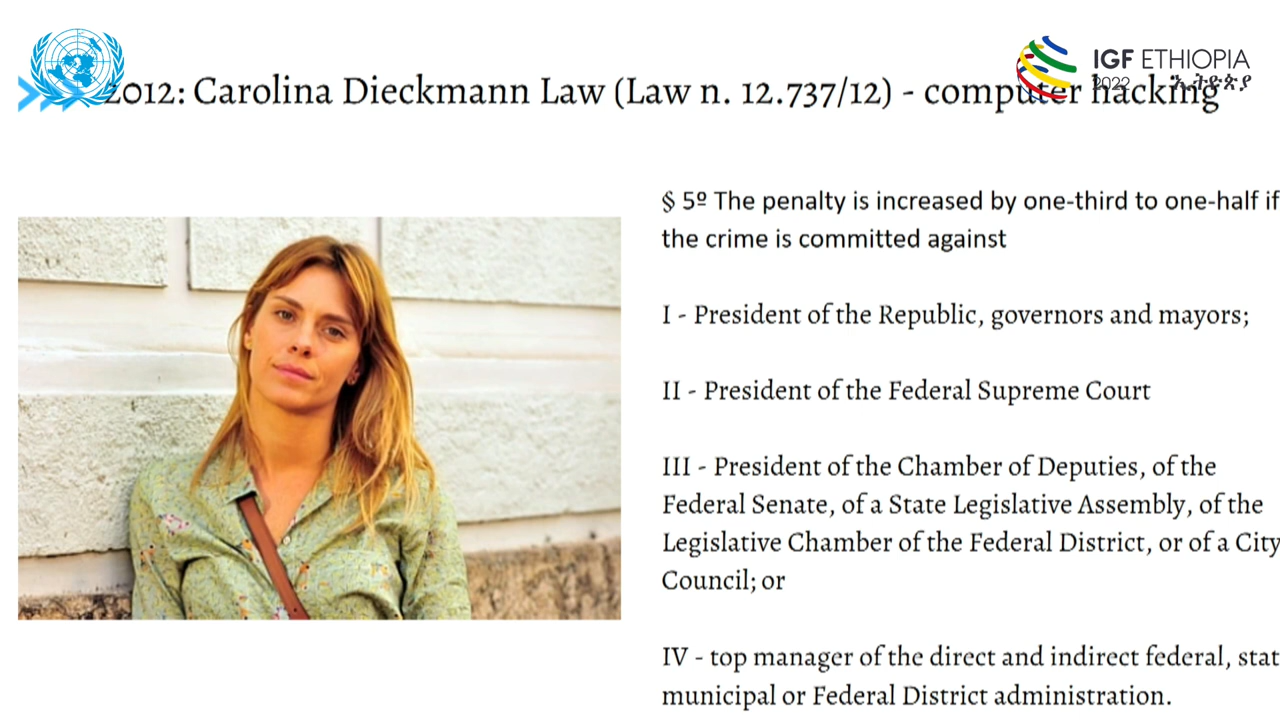 IGF ETHIOPIA
2022 ኢትዮጵያ
2012: Carolina Dieckmann Law (Law n. 12.737/12) - computer hacking
§ 5º The penalty is increased by one-third to one-half if
the crime is committed against
I - President of the Republic, governors and mayors;
II - President of the Federal Supreme Court
III - President of the Chamber of Deputies, of the
Federal Senate, of a State Legislative Assembly, of the
Legislative Chamber of the Federal District, or of a City
Council; or
IV - top manager of the direct and indirect federal, stat
municipal or Federal District administration.